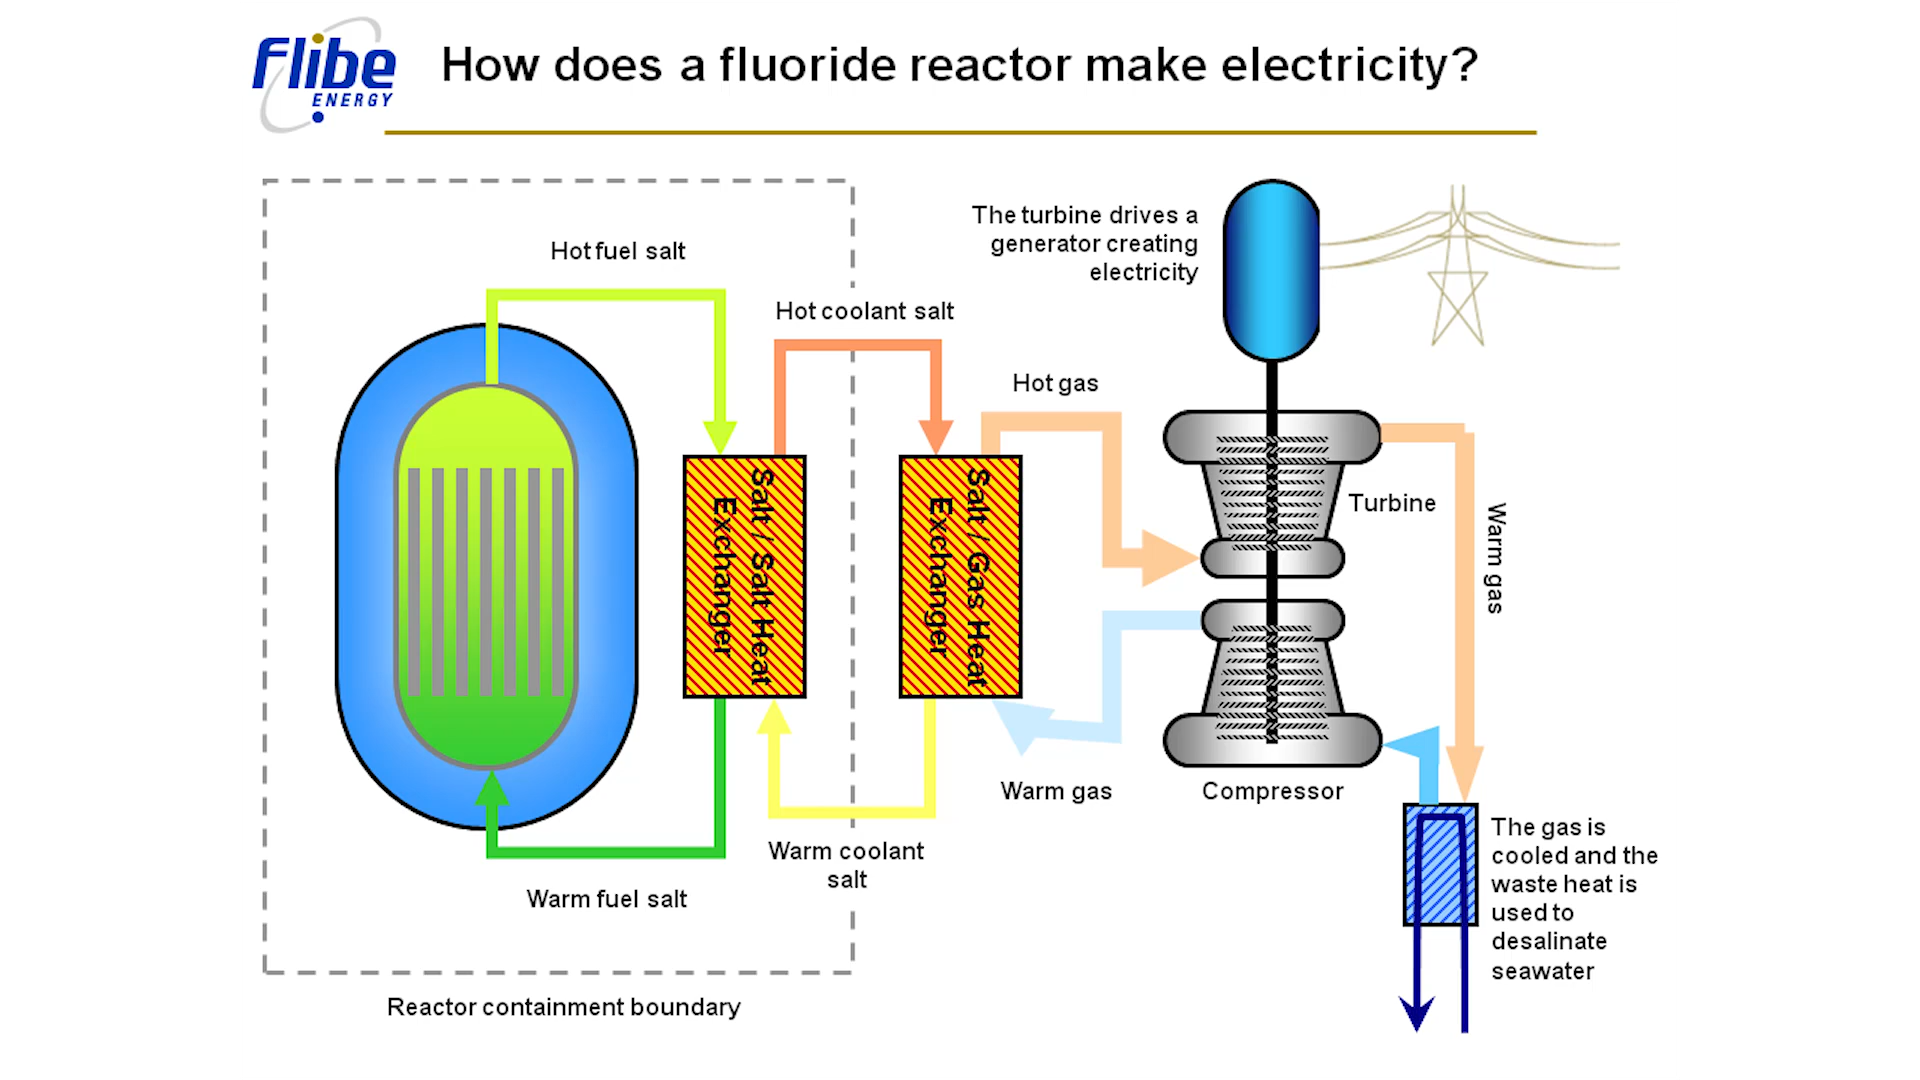 Flibe
ENERGY
How does a fluoride reactor make electricity?
The turbine drives a
generator creating
electricity
Hot fuel salt
Hot coolant salt
Hot gas
Salt / Salt Heat
Exchanger
Salt / Gas Heat
Exchanger
Turbine
Warm gas
Warm gas
Compressor
Warm coolant
salt
Warm fuel salt
The gas is
cooled and the
waste heat is
used to
desalinate
seawater
Reactor containment boundary